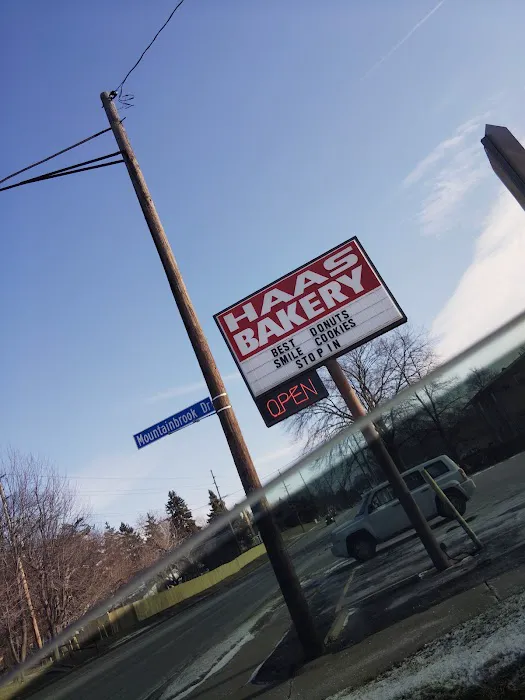 HAAS
BAKERY
BEST DONUTS
SMILE COOKIES
STOP IN
OPEN
Mountainbrook Dr